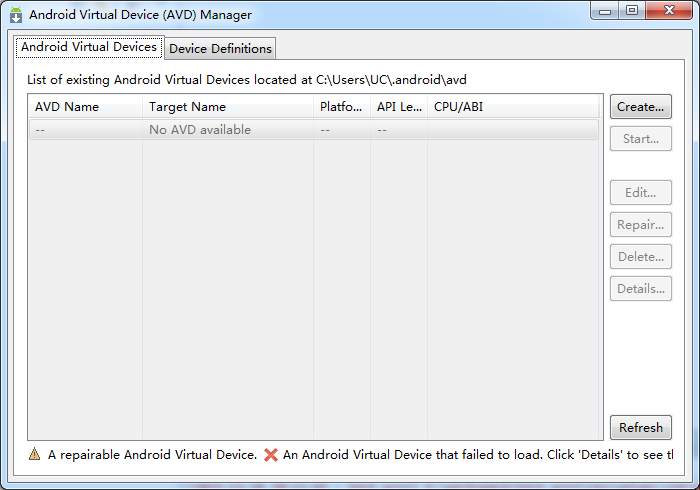 Android Virtual Device (AVD) Manager
Android Virtual Devices Device Definitions
List of existing Android Virtual Devices located at C:\Users\UC\.android\avd
AVD Name Target Name Platfo... API Le... CPU/ABI
-- No AVD available -- --
Create...
Start...
Edit...
Repair...
Delete...
Details...
Refresh
A repairable Android Virtual Device. An Android Virtual Device that failed to load. Click 'Details' to see tl